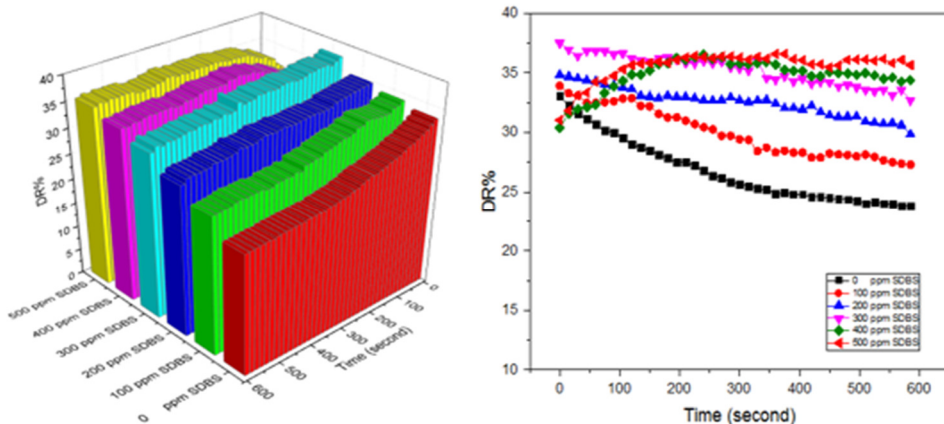 40
35
30
25
20
15
10
5
0
DR%
500 ppm SDBS
400 ppm SDBS
300 ppm SDBS
200 ppm SDBS
100 ppm SDBS
0 ppm SDBS
600
500
400
300
200
100
0
Time (second)
40
35
30
25
20
15
10
DR%
0 100 200 300 400 500 600
Time (second)
0 ppm SDBS
100 ppm SDBS
200 ppm SDBS
300 ppm SDBS
400 ppm SDBS
500 ppm SDBS